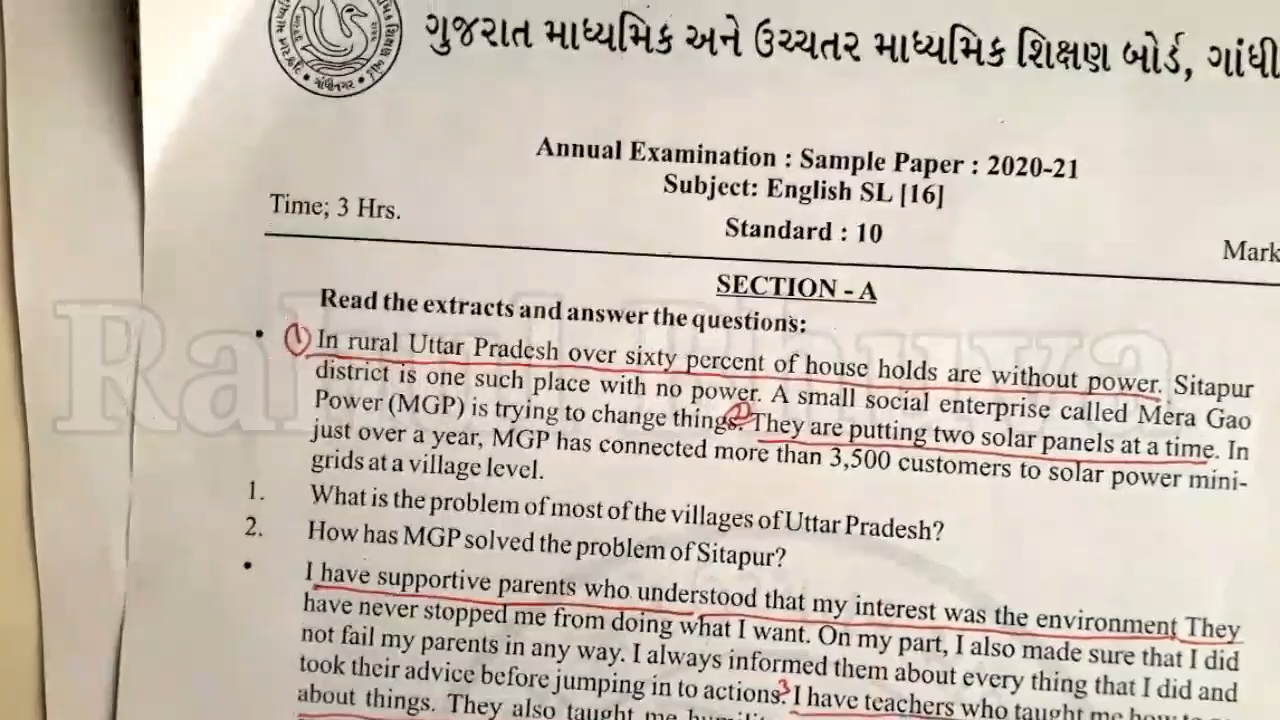 ગુજરાત માધ્યમિક અને ઉચ્ચતર માધ્યમિક શિક્ષણ બોર્ડ, ગાંધી
ગાંધીનગર
Annual Examination : Sample Paper : 2020-21
Subject: English SL [16]
Time; 3 Hrs.
Standard : 10
Mark
SECTION - A
Read the extracts and answer the questions:
• (1) In rural Uttar Pradesh over sixty percent of house holds are without power. Sitapur
district is one such place with no power. A small social enterprise called Mera Gao
Power (MGP) is trying to change things. They are putting two solar panels at a time. In
just over a year, MGP has connected more than 3,500 customers to solar power mini-
grids at a village level.
1. What is the problem of most of the villages of Uttar Pradesh?
2. How has MGP solved the problem of Sitapur?
• I have supportive parents who understood that my interest was the environment They
have never stopped me from doing what I want. On my part, I also made sure that I did
not fail my parents in any way. I always informed them about every thing that I did and
took their advice before jumping in to actions. 3 I have teachers who taught me how to
about things. They also taught me